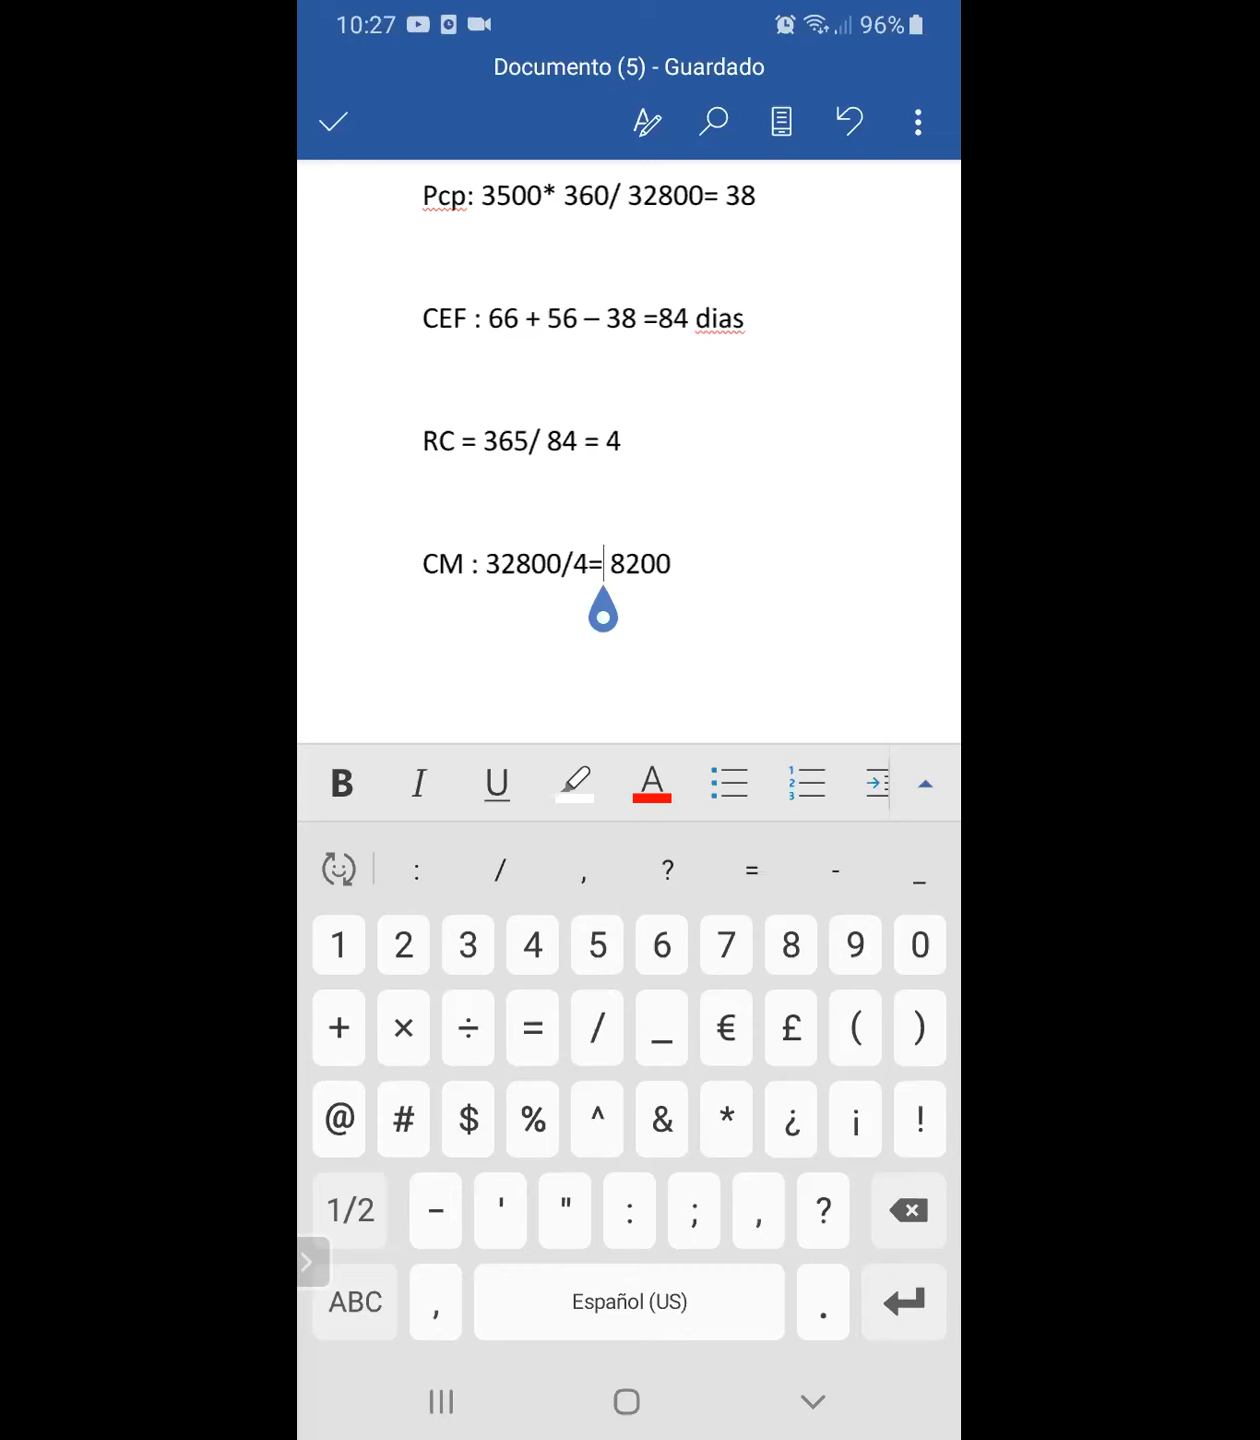 10:27 96%
Documento (5) - Guardado
Pcp: 3500* 360/ 32800= 38
CEF : 66 + 56 – 38 =84 dias
RC = 365/ 84 = 4
CM : 32800/4= 8200
B I U A
: / , ? = - _
1 2 3 4 5 6 7 8 9 0
+ × ÷ = / _ € £ ( )
@ # $ % ^ & * ¿ ¡ !
1/2 - ' " : ; , ?
ABC , Español (US) .